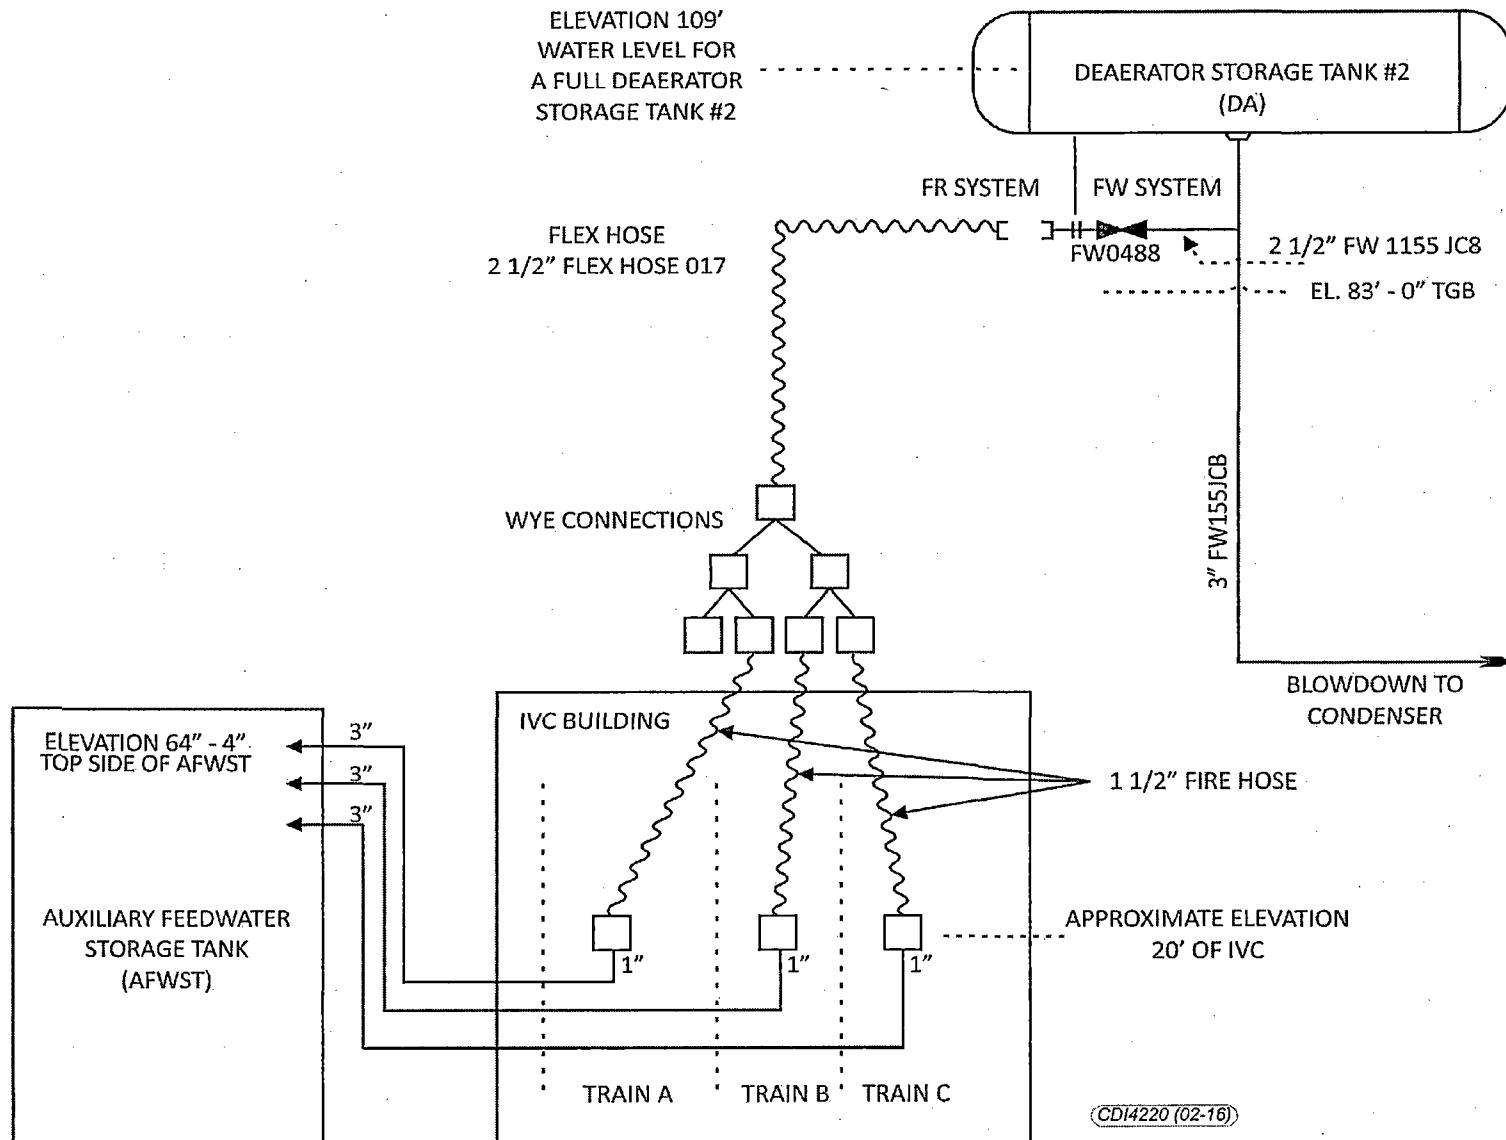 ELEVATION 109'
WATER LEVEL FOR
A FULL DEAERATOR
STORAGE TANK #2
DEAERATOR STORAGE TANK #2
(DA)
FR SYSTEM
FW SYSTEM
FLEX HOSE
2 1/2" FLEX HOSE 017
FW0488
2 1/2" FW 1155 JC8
EL. 83' - 0" TGB
WYE CONNECTIONS
3" FW155JCB
BLOWDOWN TO
CONDENSER
IVC BUILDING
ELEVATION 64" - 4"
TOP SIDE OF AFWST
3"
3"
3"
1 1/2" FIRE HOSE
AUXILIARY FEEDWATER
STORAGE TANK
(AFWST)
APPROXIMATE ELEVATION
20' OF IVC
1"
1"
1"
TRAIN A
TRAIN B
TRAIN C
CDI4220 (02-16)